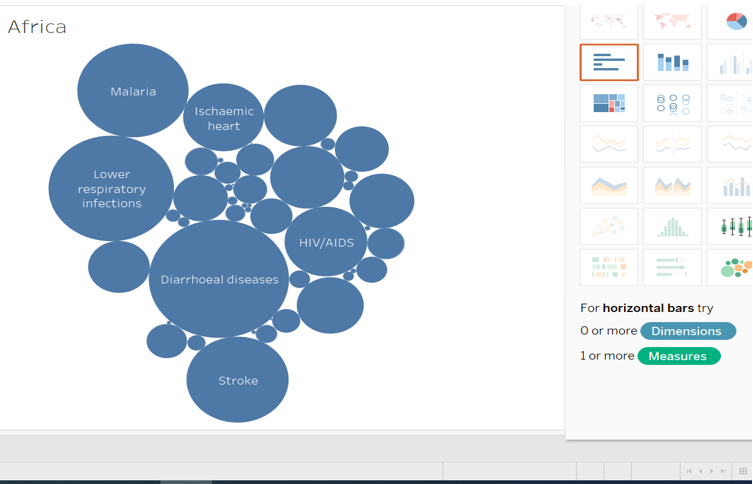 Africa
Malaria
Ischaemic
heart
Lower
respiratory
infections
HIV/AIDS
Diarrhoeal diseases
Stroke
For horizontal bars try
0 or more Dimensions
1 or more Measures